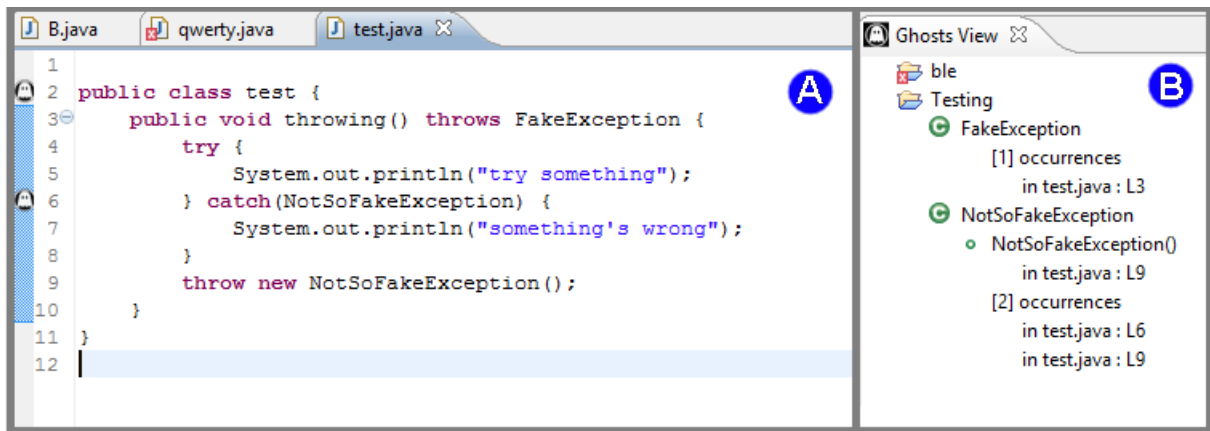 B.java qwerty.java test.java
1
2 public class test {
3 public void throwing() throws FakeException {
4 try {
5 System.out.println("try something");
6 } catch(NotSoFakeException) {
7 System.out.println("something's wrong");
8 }
9 throw new NotSoFakeException();
10 }
11 }
12
A
Ghosts View
B
ble
Testing
FakeException
[1] occurrences
in test.java : L3
NotSoFakeException
NotSoFakeException()
in test.java : L9
[2] occurrences
in test.java : L6
in test.java : L9